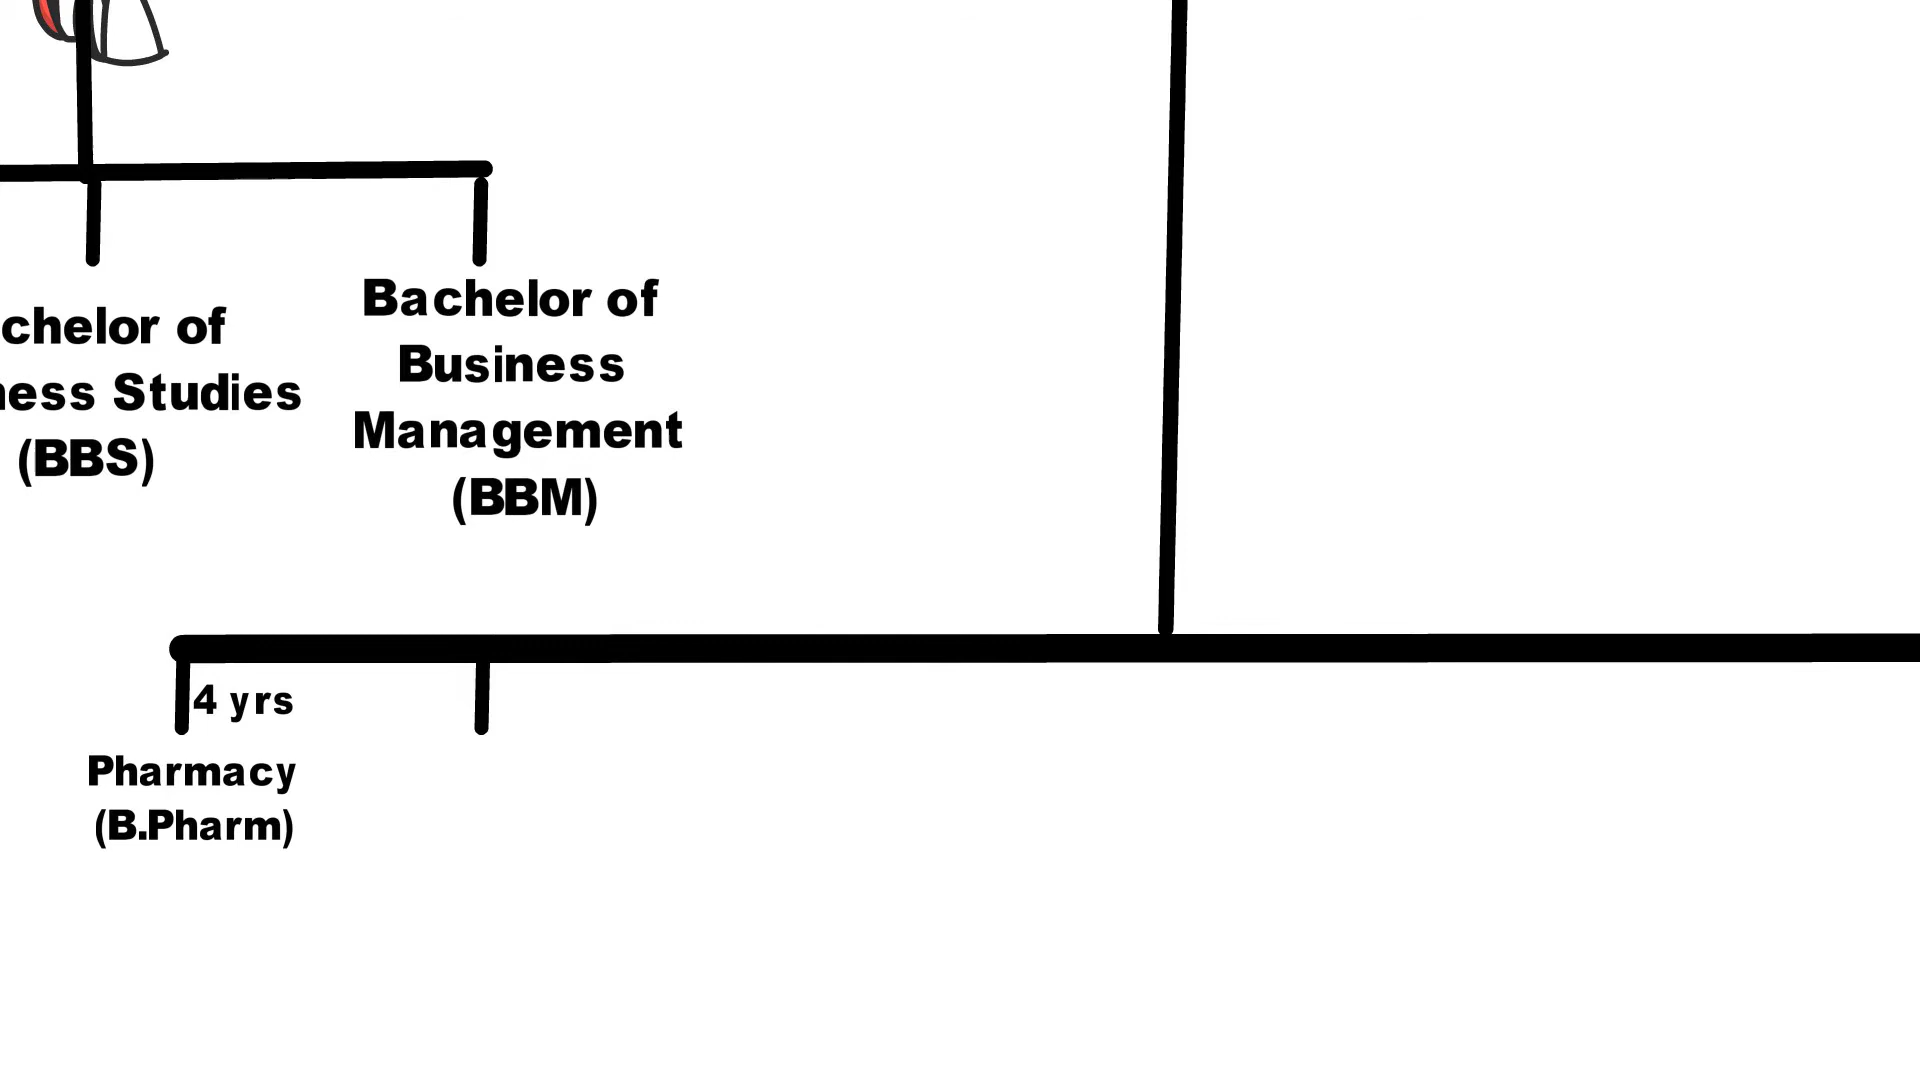 chelor of
ness Studies
(BBS)
Bachelor of
Business
Management
(BBM)
4 yrs
Pharmacy
(B.Pharm)